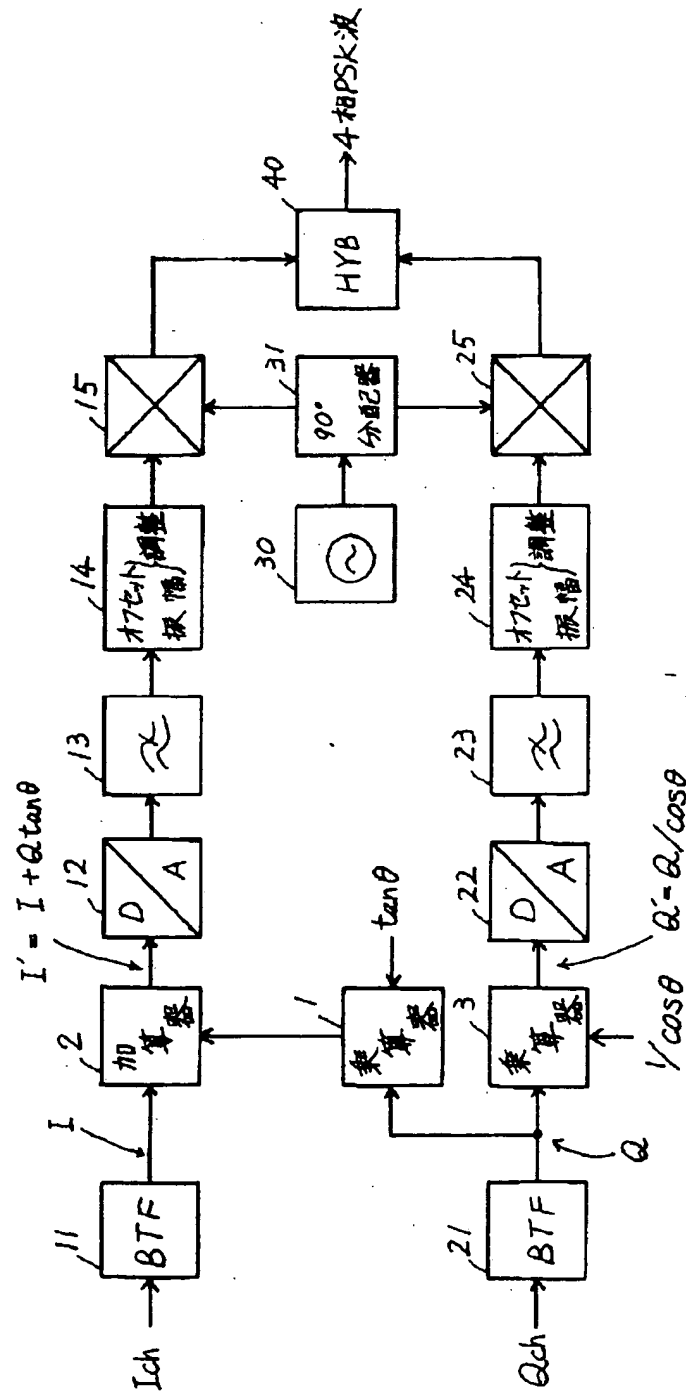 Ich
11
BTF
I
2
加算器
I′ = I + Q tanθ
12
D
A
13
14
オフセット
振幅
調整
15
1
乗算器
tanθ
30
~
31
90°
分配器
40
HYB
4相PSK波
Qch
21
BTF
Q
3
乗算器
1/cosθ
Q′=Q/cosθ
22
D
A
23
24
オフセット
振幅
調整
25